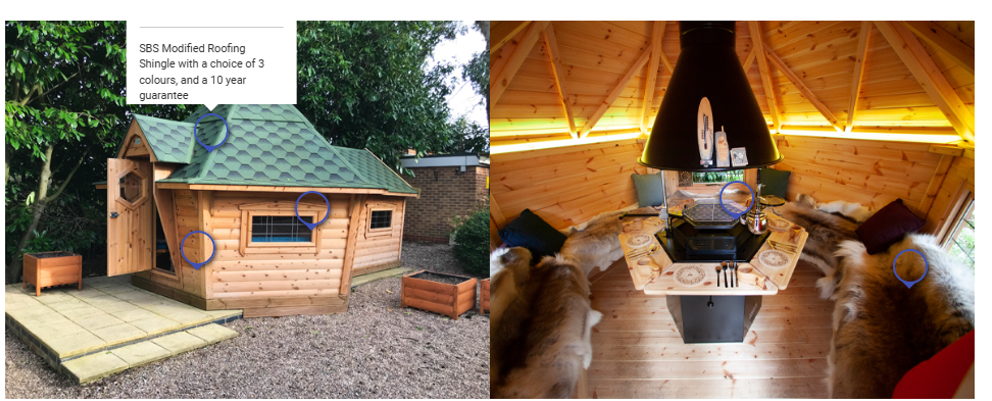 SBS Modified Roofing
Shingle with a choice of 3
colours, and a 10 year
guarantee